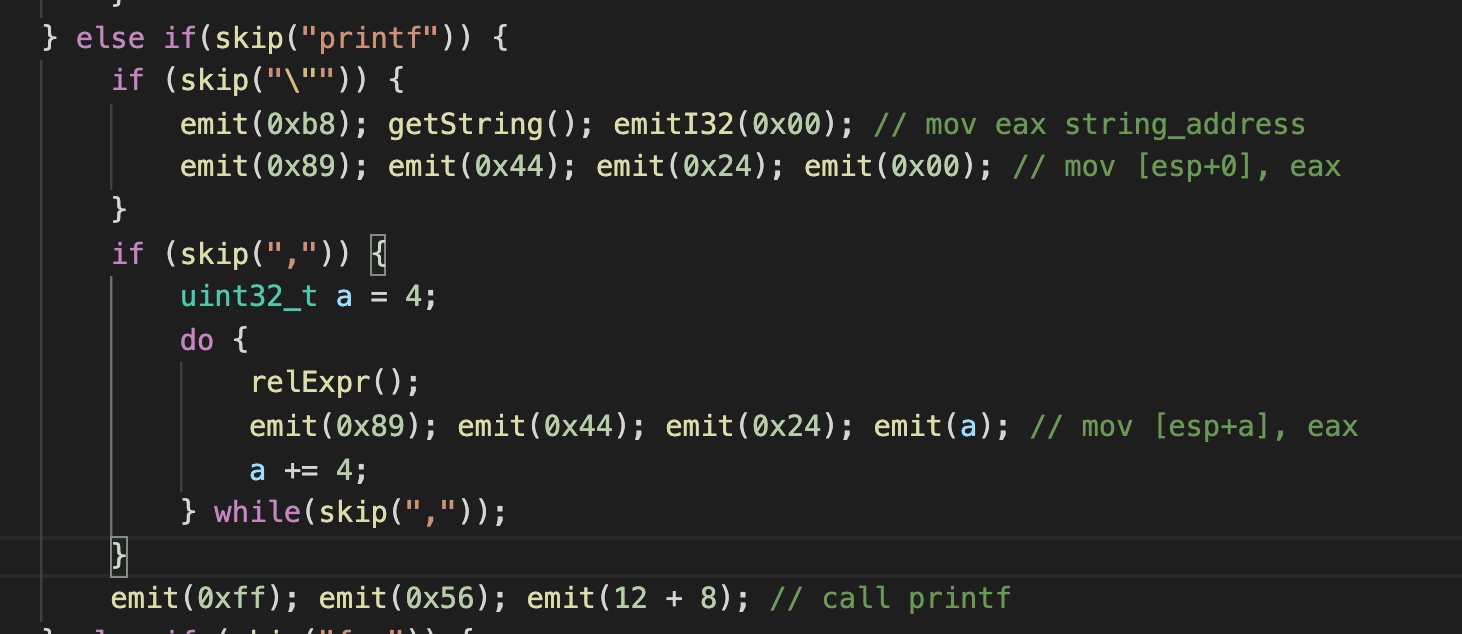 } else if(skip("printf")) {
if (skip("\"")) {
emit(0xb8); getString(); emitI32(0x00); // mov eax string_address
emit(0x89); emit(0x44); emit(0x24); emit(0x00); // mov [esp+0], eax
}
if (skip(",")) {
uint32_t a = 4;
do {
relExpr();
emit(0x89); emit(0x44); emit(0x24); emit(a); // mov [esp+a], eax
a += 4;
} while(skip(","));
}
emit(0xff); emit(0x56); emit(12 + 8); // call printf